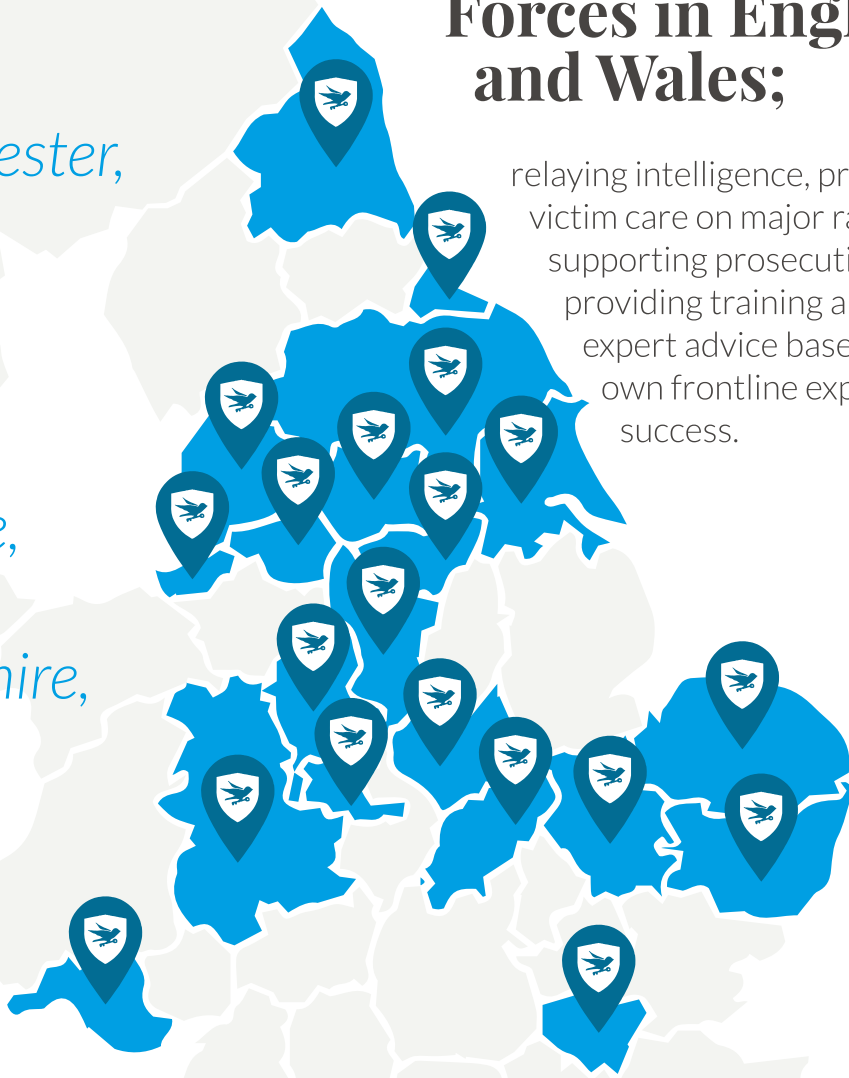 Forces in Engl
and Wales;
ester,
relaying intelligence, pr
victim care on major ra
supporting prosecuti
providing training a
expert advice base
own frontline exp
success.
e,
hire,